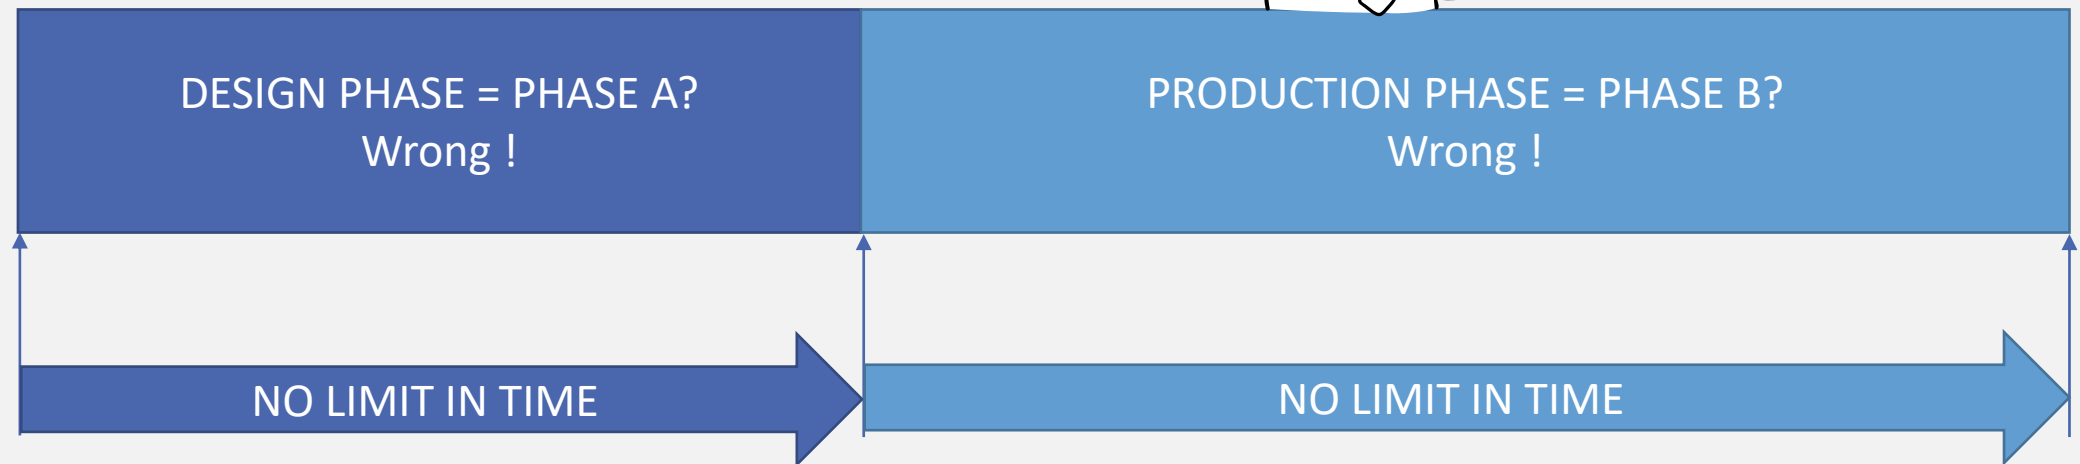 DESIGN PHASE = PHASE A?
Wrong !
PRODUCTION PHASE = PHASE B?
Wrong !
NO LIMIT IN TIME
NO LIMIT IN TIME